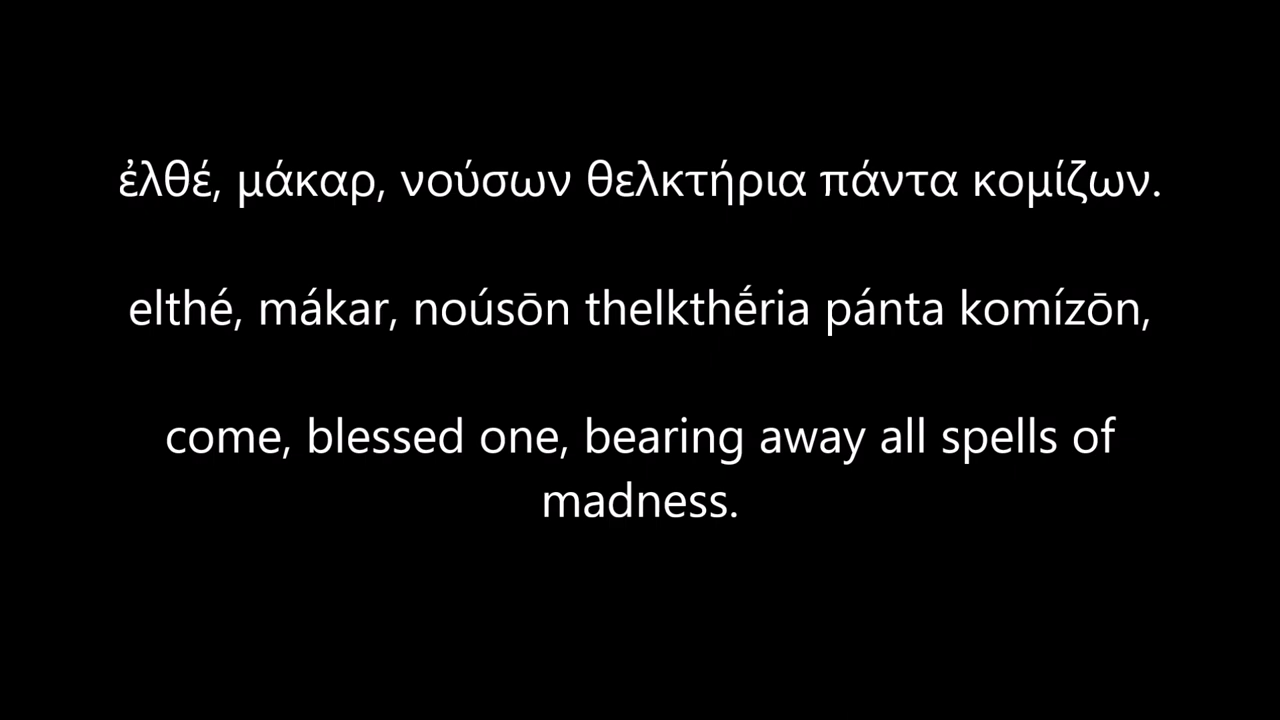 ἐλθέ, μάκαρ, νούσων θελκτήρια πάντα κομίζων.
elthé, mákar, noúsōn thelkthḗria pánta komízōn,
come, blessed one, bearing away all spells of
madness.